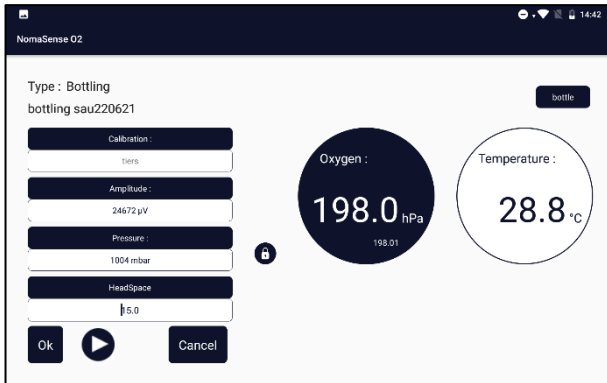 14:42
NomaSense O2
Type : Bottling
bottling sau220621
bottle
Calibration :
tiers
Amplitude :
24672 µV
Pressure :
1004 mbar
HeadSpace
15.0
Ok
Cancel
Oxygen :
198.0 hPa
198.01
Temperature :
28.8 °C